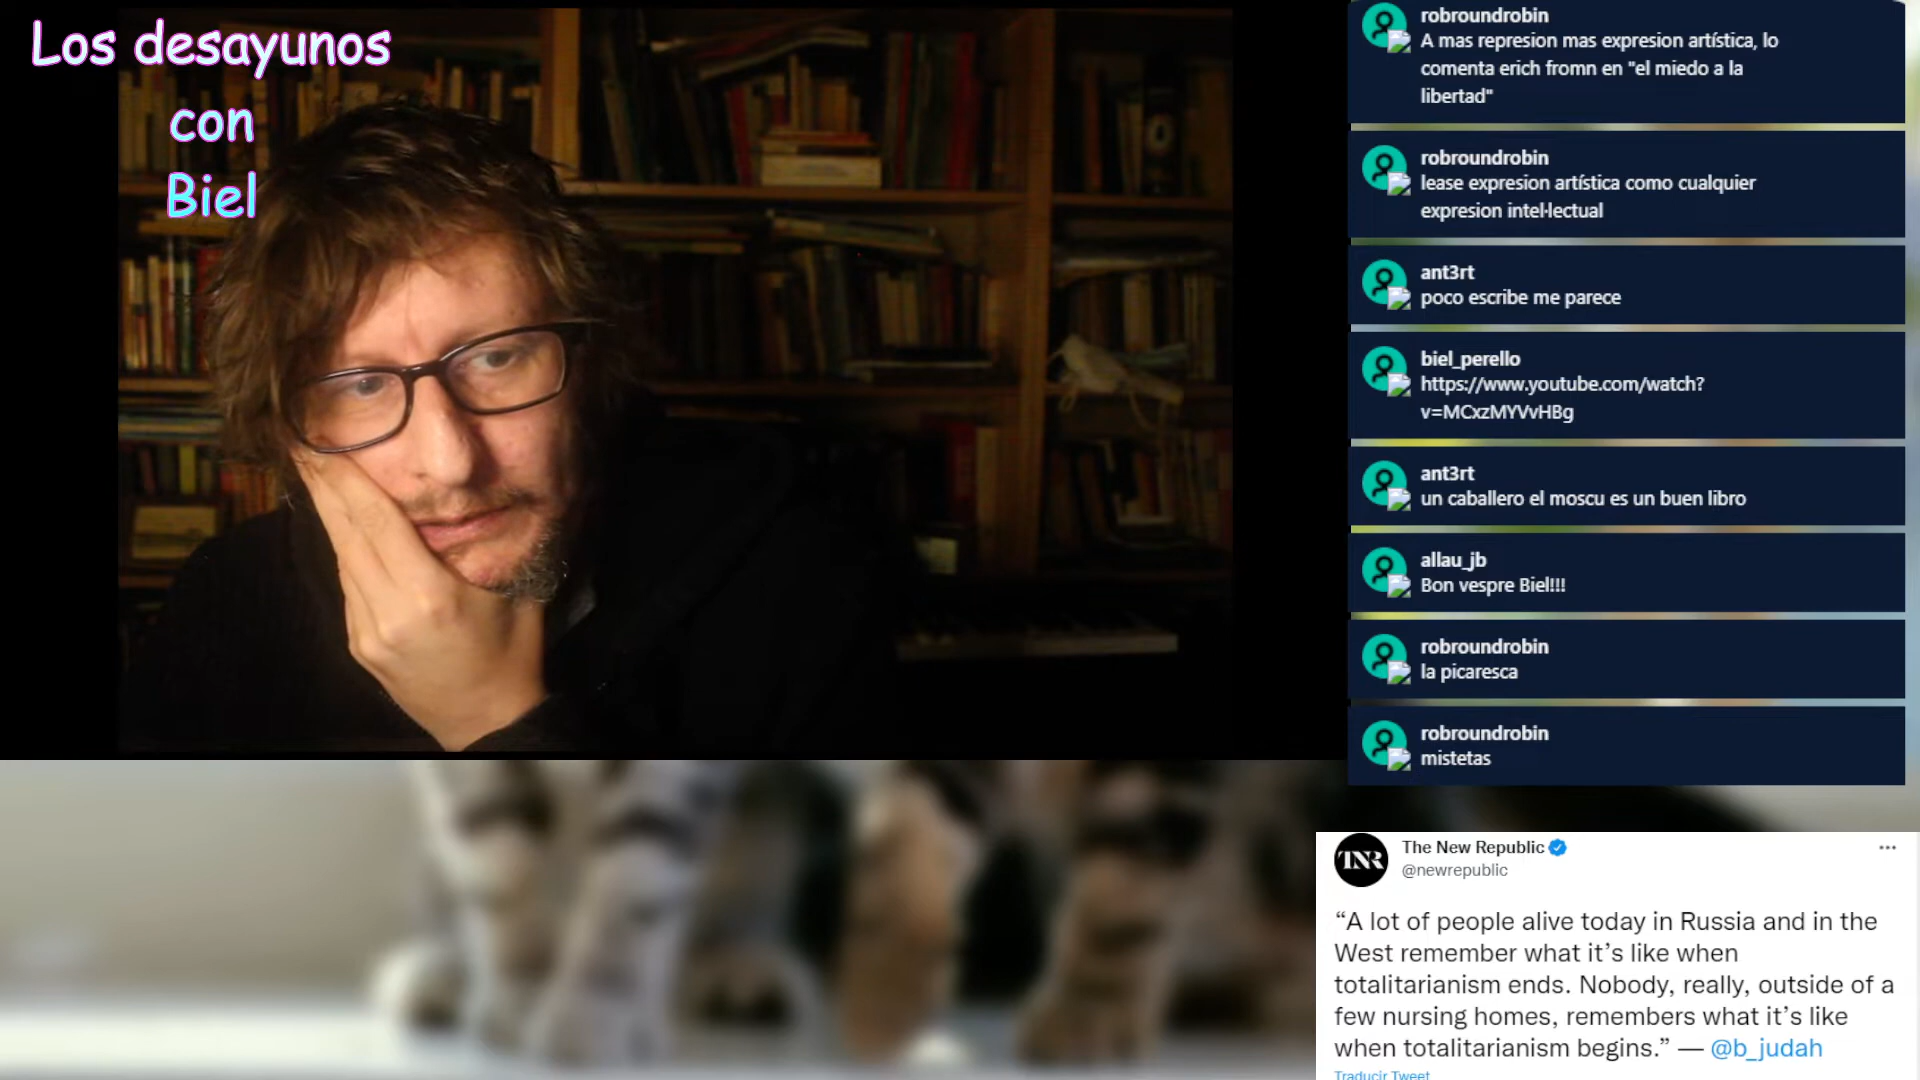 Los desayunos
con
Biel
robroundrobin
A mas represion mas expresion artística, lo
comenta erich fromn en "el miedo a la
libertad"
robroundrobin
lease expresion artística como cualquier
expresion intel·lectual
ant3rt
poco escribe me parece
biel_perello
https://www.youtube.com/watch?
v=MCxzMYVvHBg
ant3rt
un caballero el moscu es un buen libro
allau_jb
Bon vespre Biel!!!
robroundrobin
la picaresca
robroundrobin
mistetas
TNR
The New Republic
@newrepublic
“A lot of people alive today in Russia and in the
West remember what it’s like when
totalitarianism ends. Nobody, really, outside of a
few nursing homes, remembers what it’s like
when totalitarianism begins.” — @b_judah
Traducir Tweet